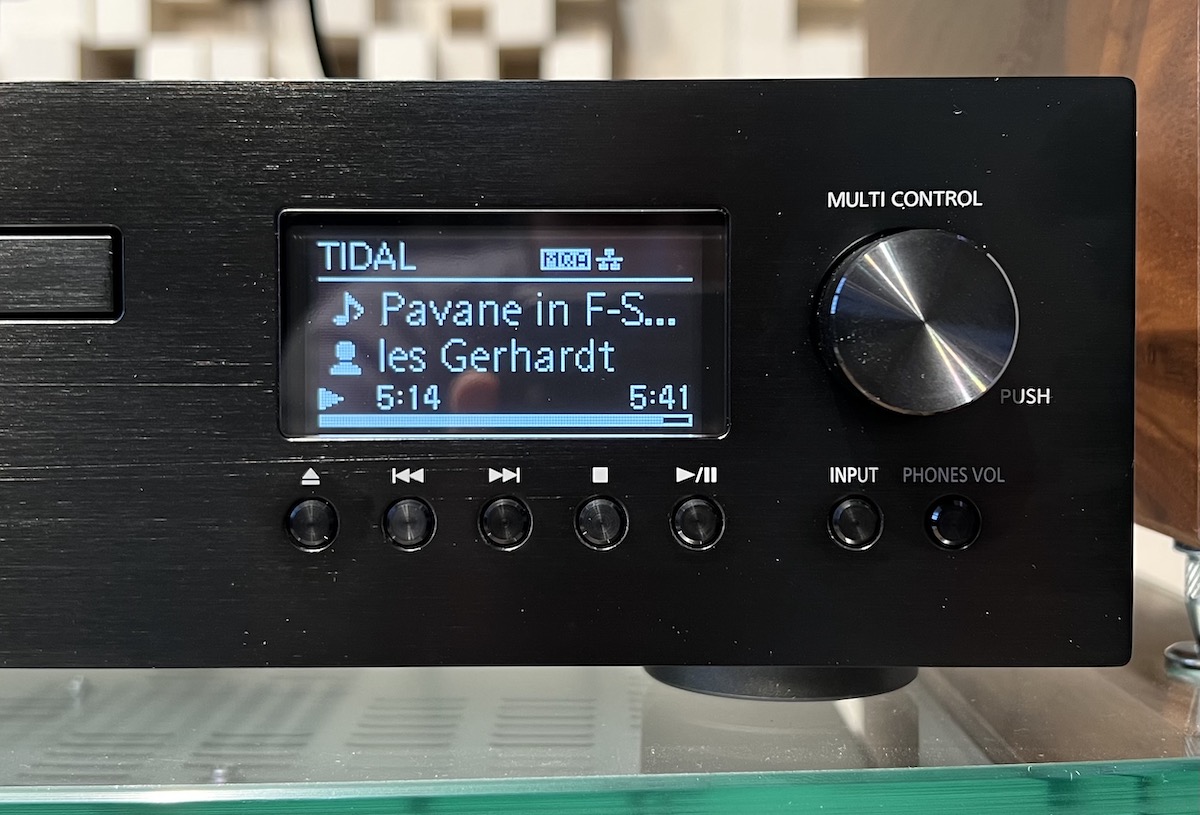 MULTI CONTROL
TIDAL MQA
Pavane in F-S...
les Gerhardt
5:14 5:41
PUSH
INPUT PHONES VOL